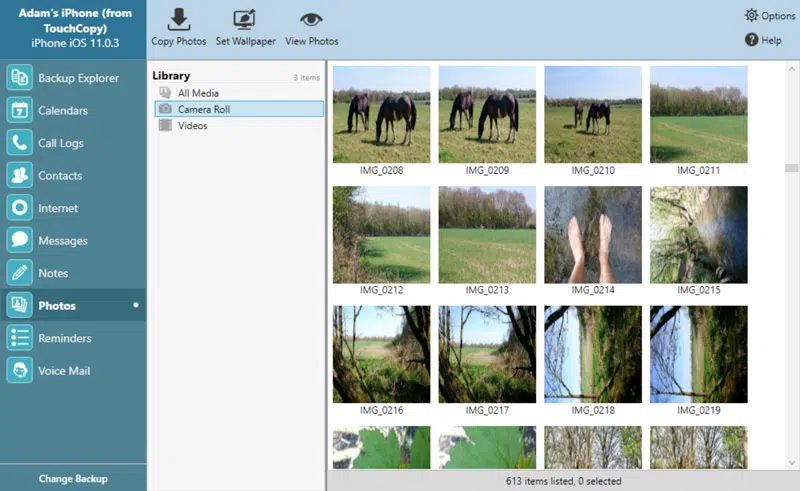 Adam's iPhone (from
TouchCopy)
iPhone iOS 11.0.3
Copy Photos
Set Wallpaper
View Photos
Options
Help
Backup Explorer
Calendars
Call Logs
Contacts
Internet
Messages
Notes
Photos
Reminders
Voice Mail
Change Backup
Library
3 items
All Media
Camera Roll
Videos
IMG_0208
IMG_0209
IMG_0210
IMG_0211
IMG_0212
IMG_0213
IMG_0214
IMG_0215
IMG_0216
IMG_0217
IMG_0218
IMG_0219
613 items listed, 0 selected